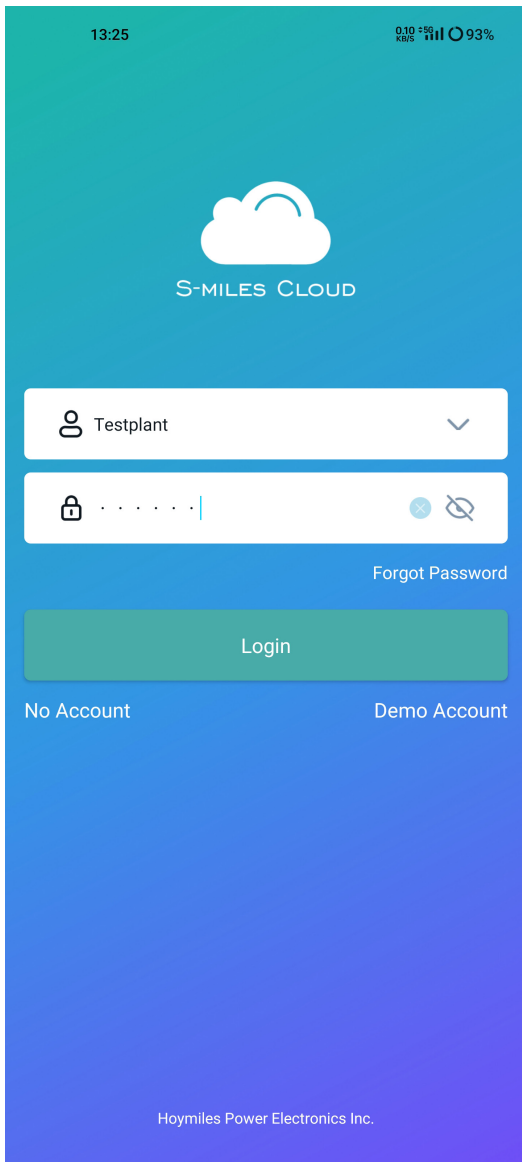 13:25
0.10 KB/S 5G 93%
S-MILES CLOUD
Testplant
Forgot Password
Login
No Account
Demo Account
Hoymiles Power Electronics Inc.